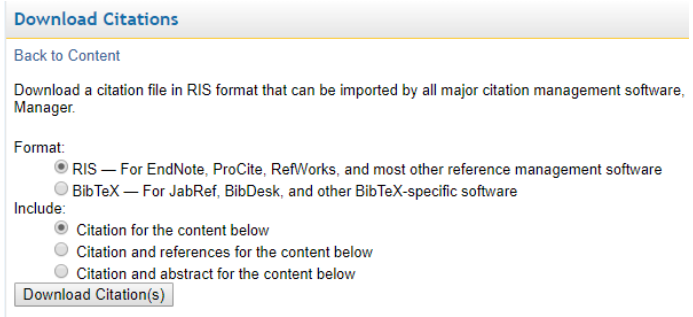 Download Citations
Back to Content
Download a citation file in RIS format that can be imported by all major citation management software,
Manager.
Format:
RIS — For EndNote, ProCite, RefWorks, and most other reference management software
BibTeX — For JabRef, BibDesk, and other BibTeX-specific software
Include:
Citation for the content below
Citation and references for the content below
Citation and abstract for the content below
Download Citation(s)